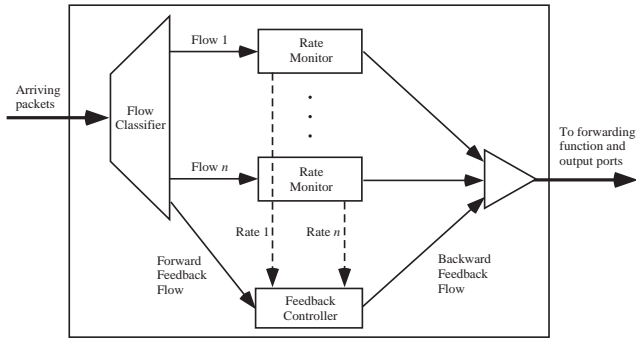 Arriving
packets
Flow
Classifier
Flow 1
Rate
Monitor
Flow n
Rate
Monitor
Rate 1
Rate n
Forward
Feedback
Flow
Feedback
Controller
Backward
Feedback
Flow
To forwarding
function and
output ports